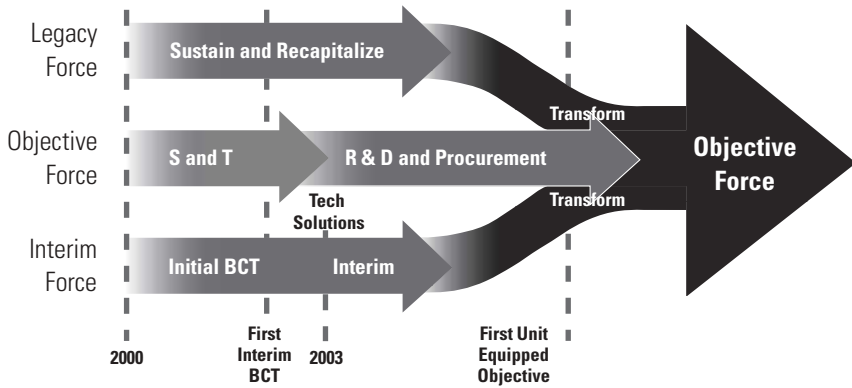 Legacy
Force
Sustain and Recapitalize
Transform
Objective
Force
S and T
R & D and Procurement
Objective
Force
Tech
Solutions
Transform
Interim
Force
Initial BCT
Interim
2000
First
Interim
BCT
2003
First Unit
Equipped
Objective